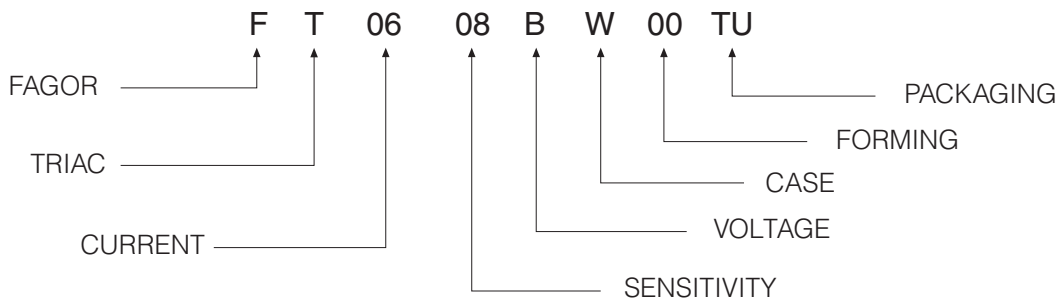 F T 06 08 B W 00 TU
FAGOR
PACKAGING
FORMING
TRIAC
CASE
VOLTAGE
CURRENT
SENSITIVITY